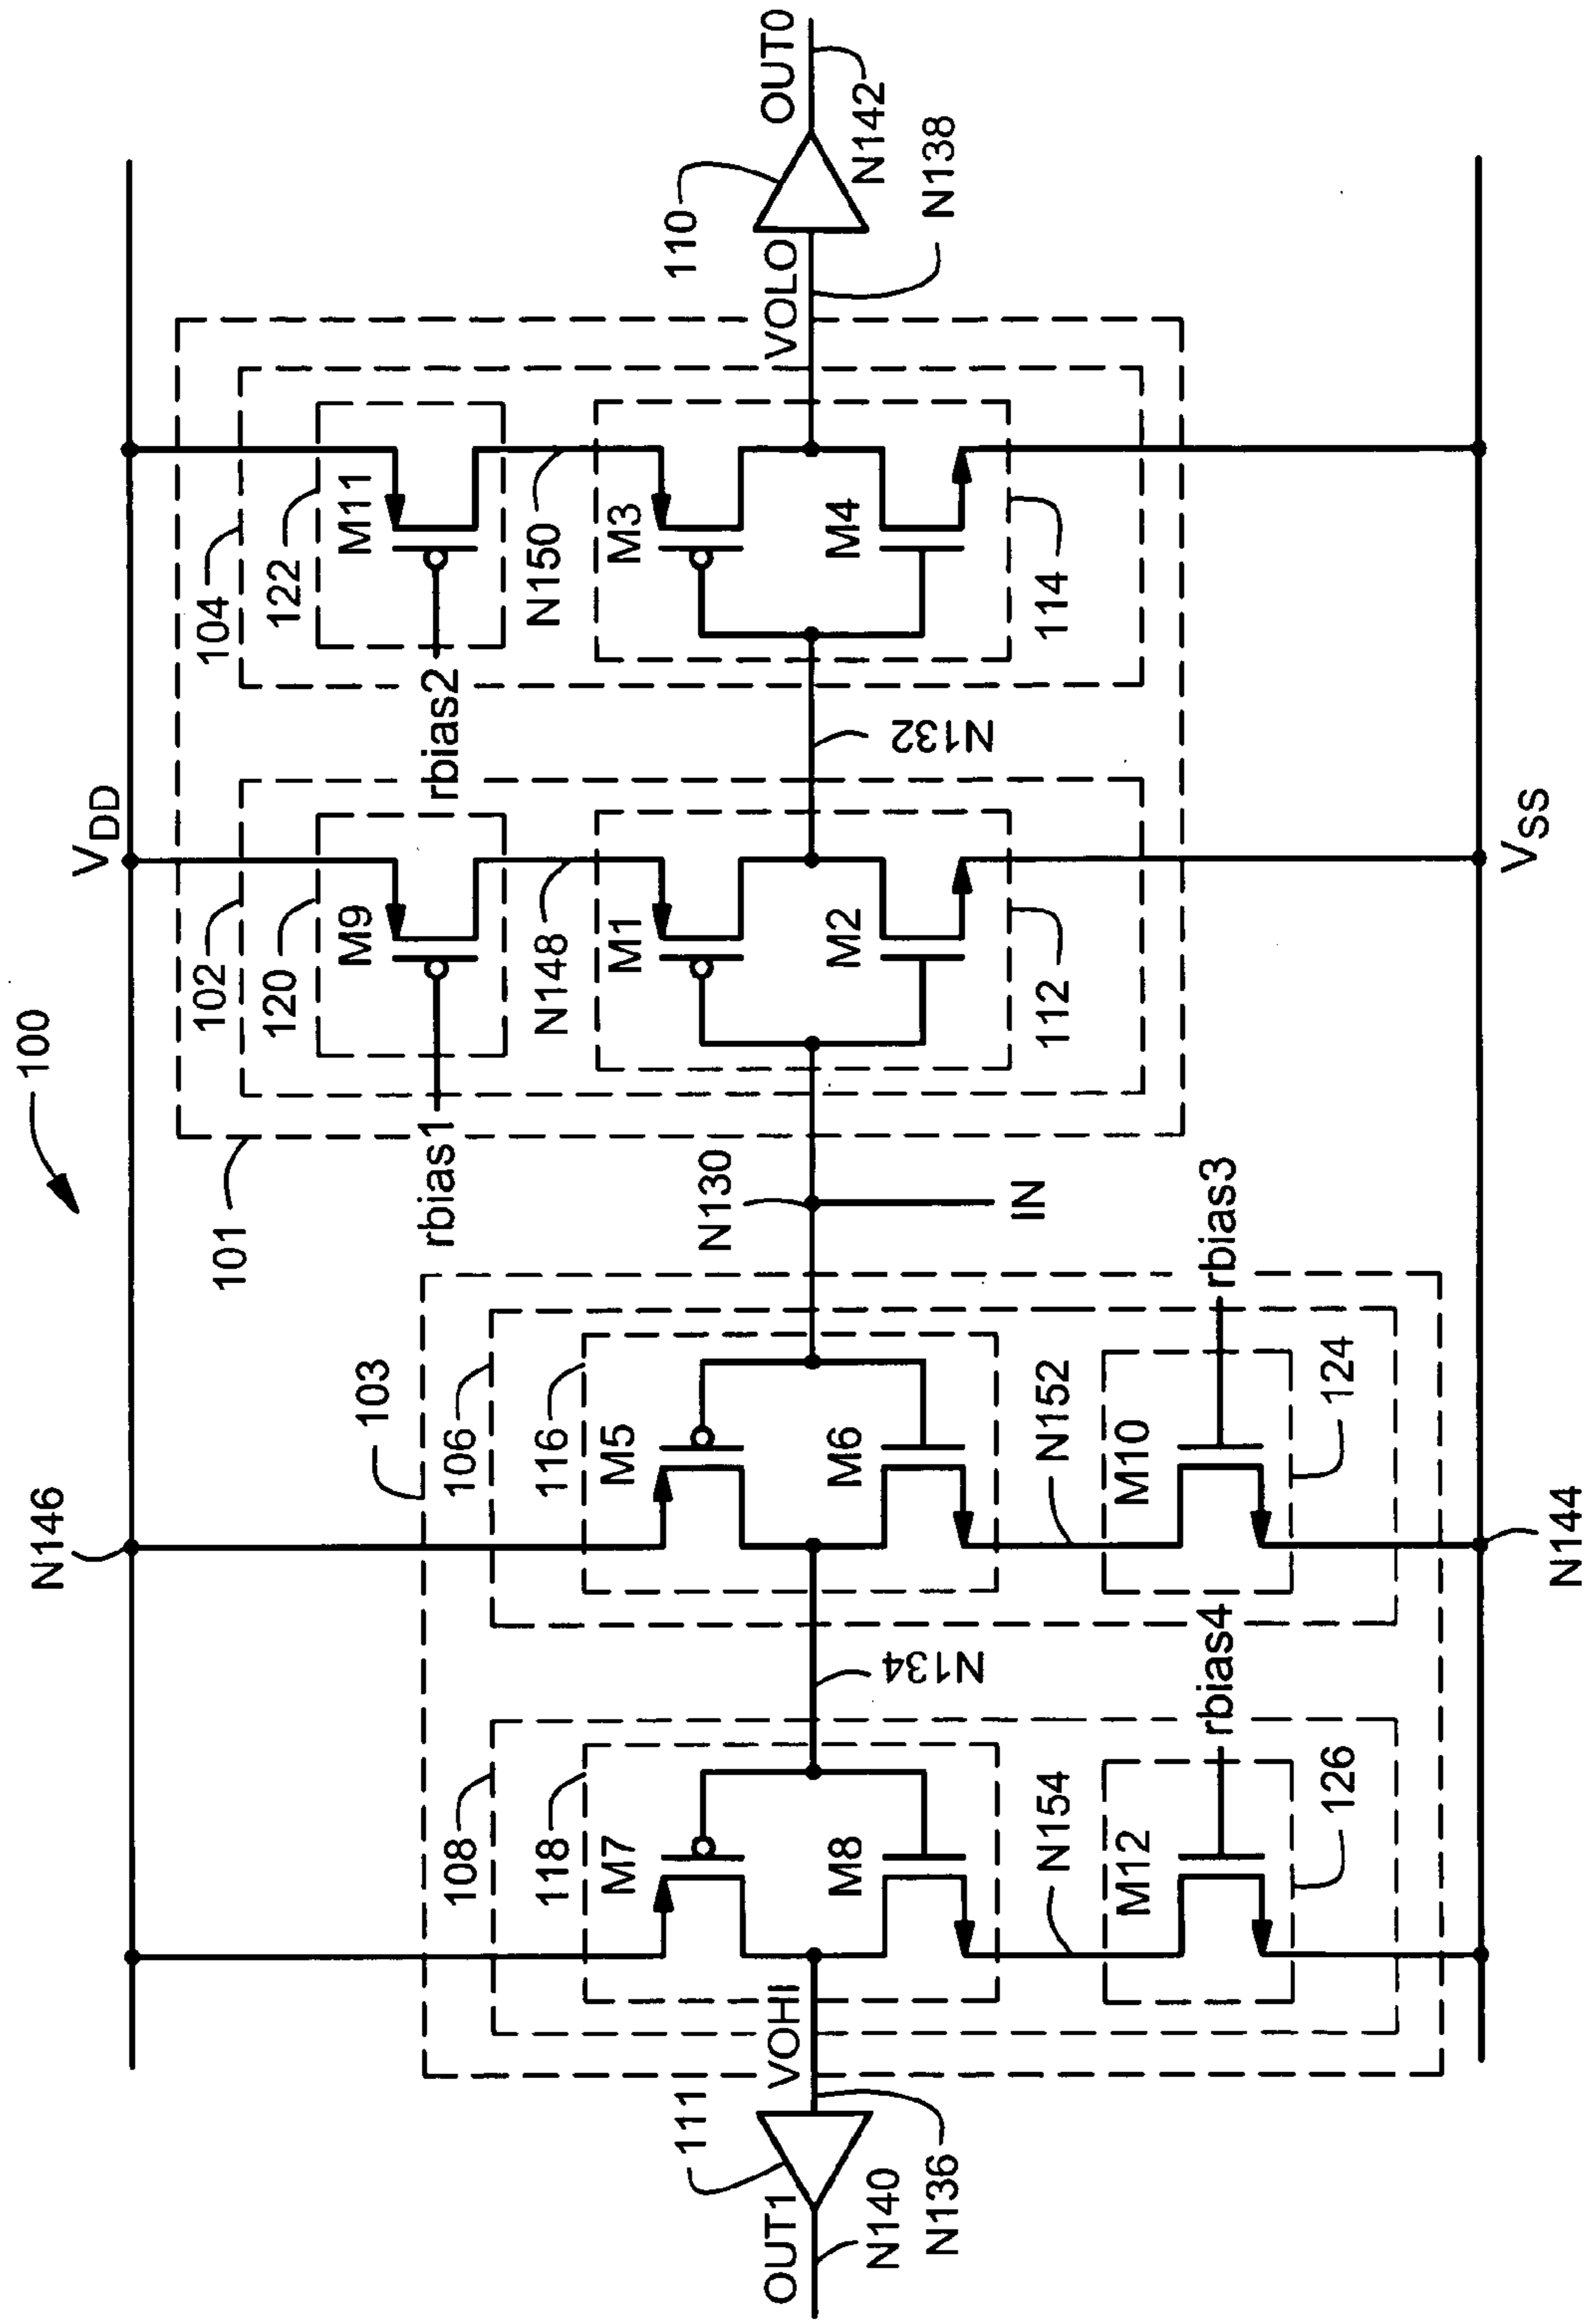 100
N146
VDD
101
103
106
116
M5
M6
N152
M10
124
rbias3
N144
108
118
M7
M8
N154
M12
126
rbias4
N134
VOHI
111
OUT1
N140
N136
N130
IN
rbias1
102
120
M9
N148
M1
M2
112
N132
VSS
rbias2
104
122
M11
N150
M3
M4
114
VOLO
110
OUT0
N142
N138